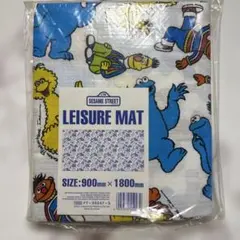 SESAME STREET
LEISURE MAT
SIZE:900mm×1800mm